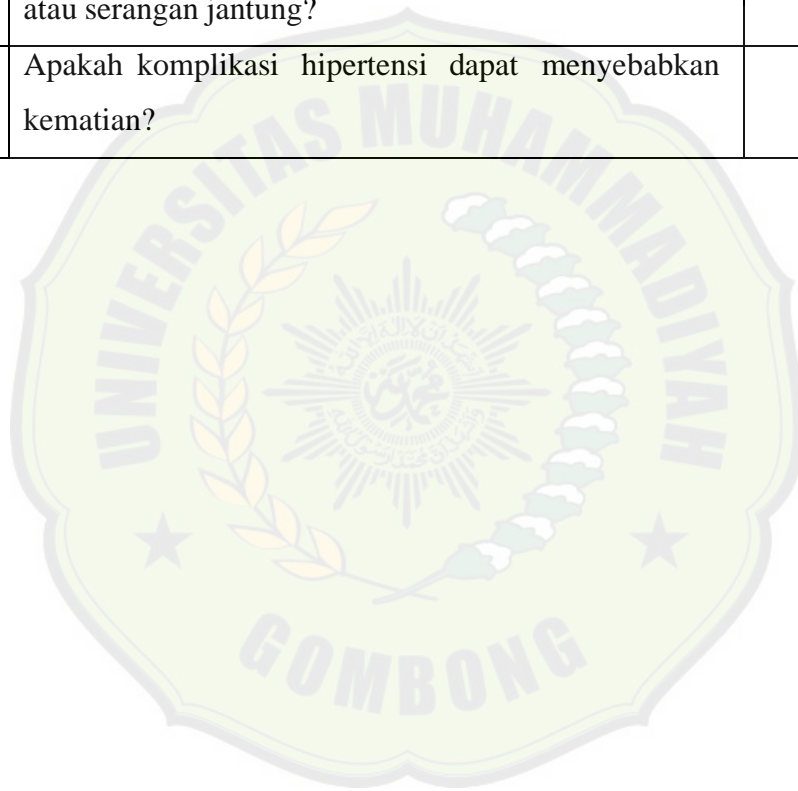 atau serangan jantung?
Apakah komplikasi hipertensi dapat menyebabkan
kematian?
UNIVERSITAS MUHAMMADIYAH
GOMBONG